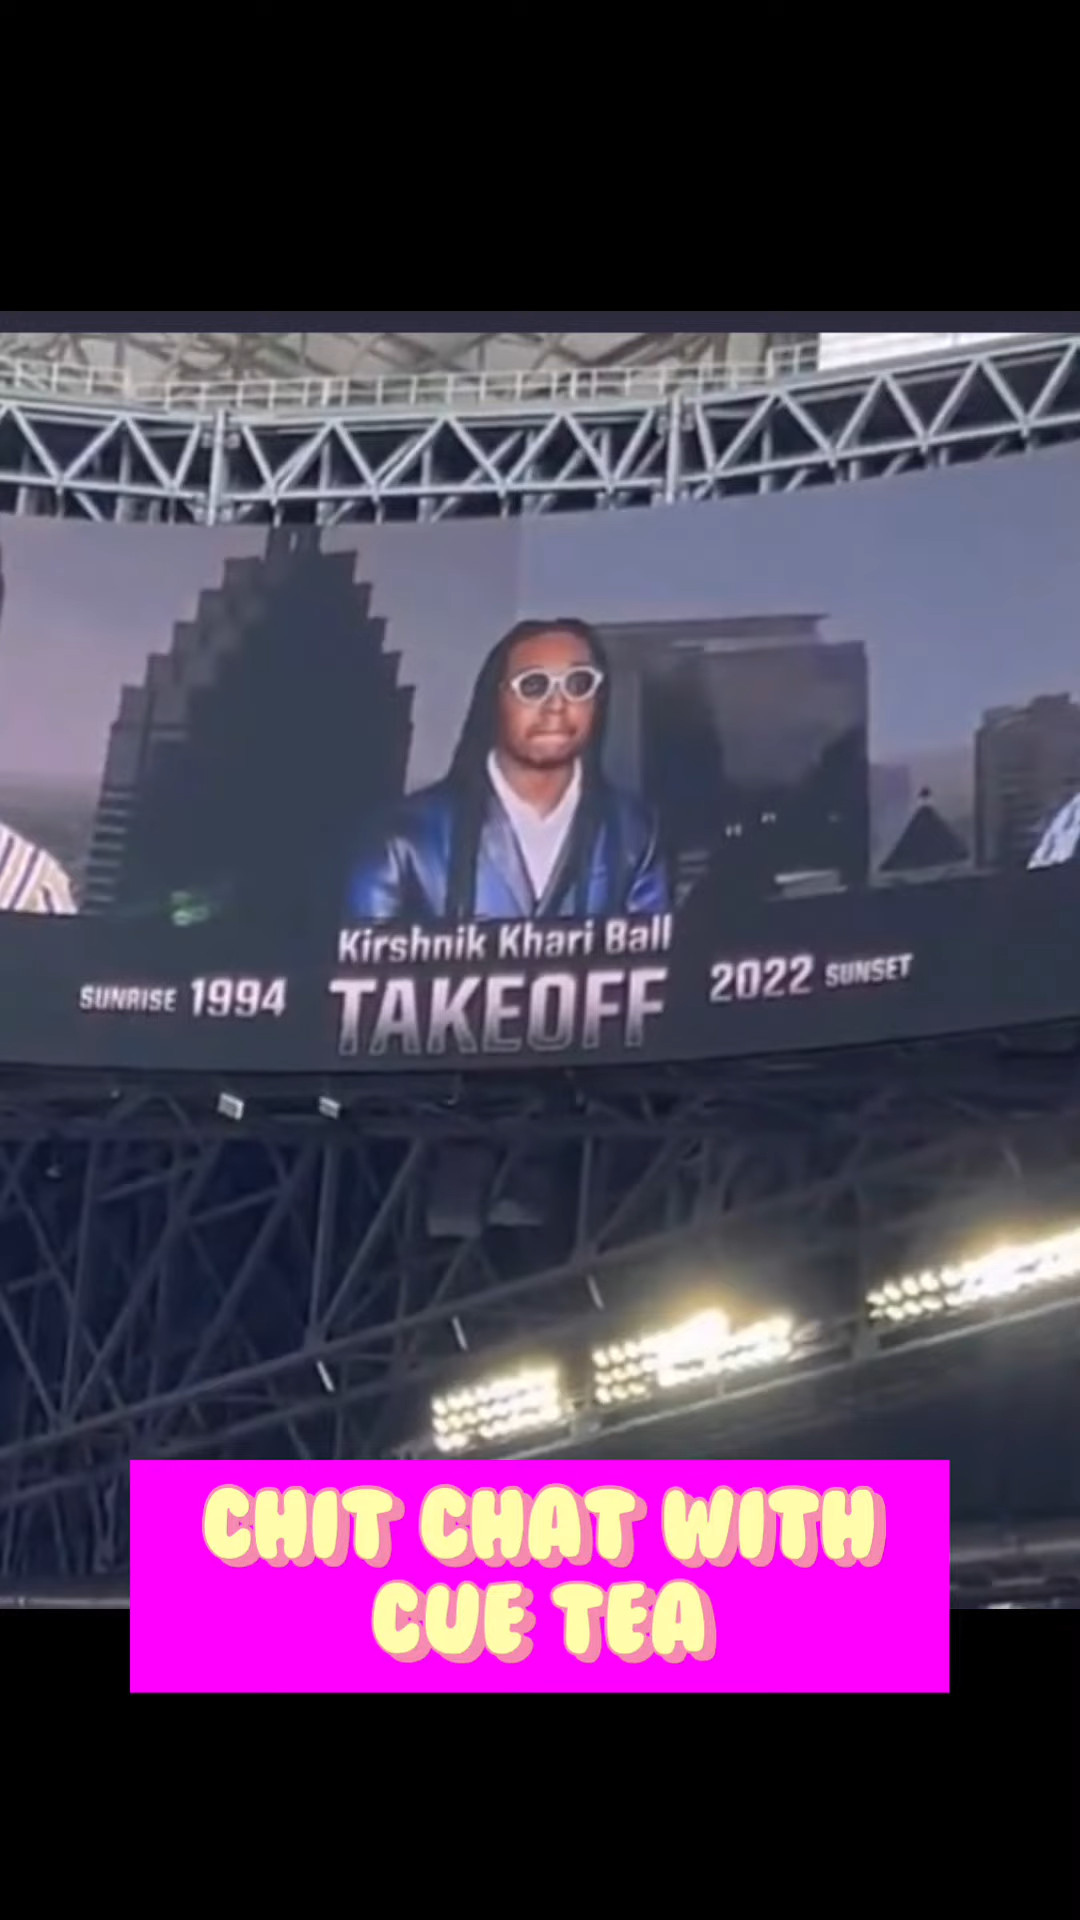 Kirshnik Khari Ball
SUNRISE 1994 TAKEOFF 2022 SUNSET
CHIT CHAT WITH
CUE TEA